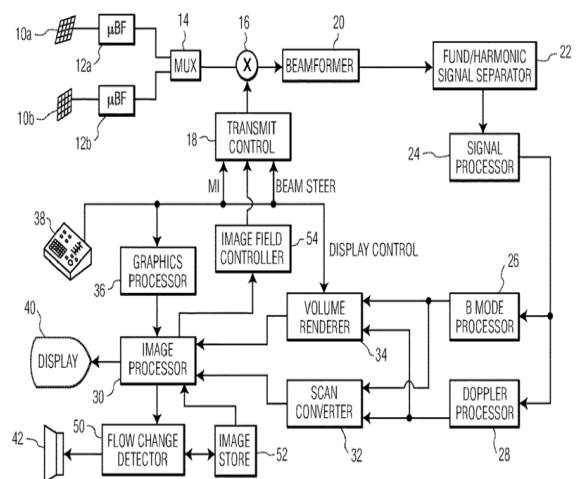 10a
μBF
12a
10b
μBF
12b
14
MUX
16
X
20
BEAMFORMER
FUND/HARMONIC
SIGNAL SEPARATOR
22
18
TRANSMIT
CONTROL
24
SIGNAL
PROCESSOR
MI
BEAM STEER
38
36
GRAPHICS
PROCESSOR
IMAGE FIELD
CONTROLLER
54
DISPLAY CONTROL
26
B MODE
PROCESSOR
40
DISPLAY
IMAGE
PROCESSOR
30
VOLUME
RENDERER
34
SCAN
CONVERTER
32
DOPPLER
PROCESSOR
28
42
50
FLOW CHANGE
DETECTOR
IMAGE
STORE
52